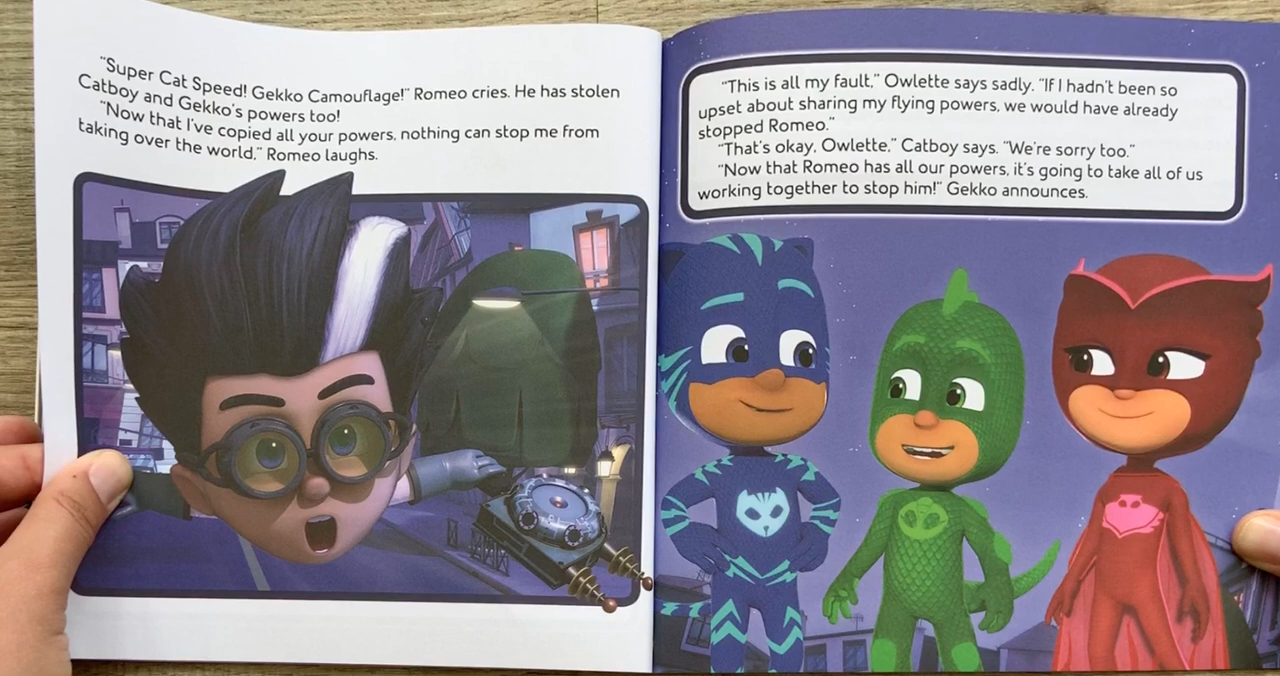 "Super Cat Speed! Gekko Camouflage!" Romeo cries. He has stolen
Catboy and Gekko's powers too!
"Now that I've copied all your powers, nothing can stop me from
taking over the world," Romeo laughs.
"This is all my fault," Owlette says sadly. "If I hadn't been so
upset about sharing my flying powers, we would have already
stopped Romeo."
"That's okay, Owlette," Catboy says. "We're sorry too."
"Now that Romeo has all our powers, it's going to take all of us
working together to stop him!" Gekko announces.